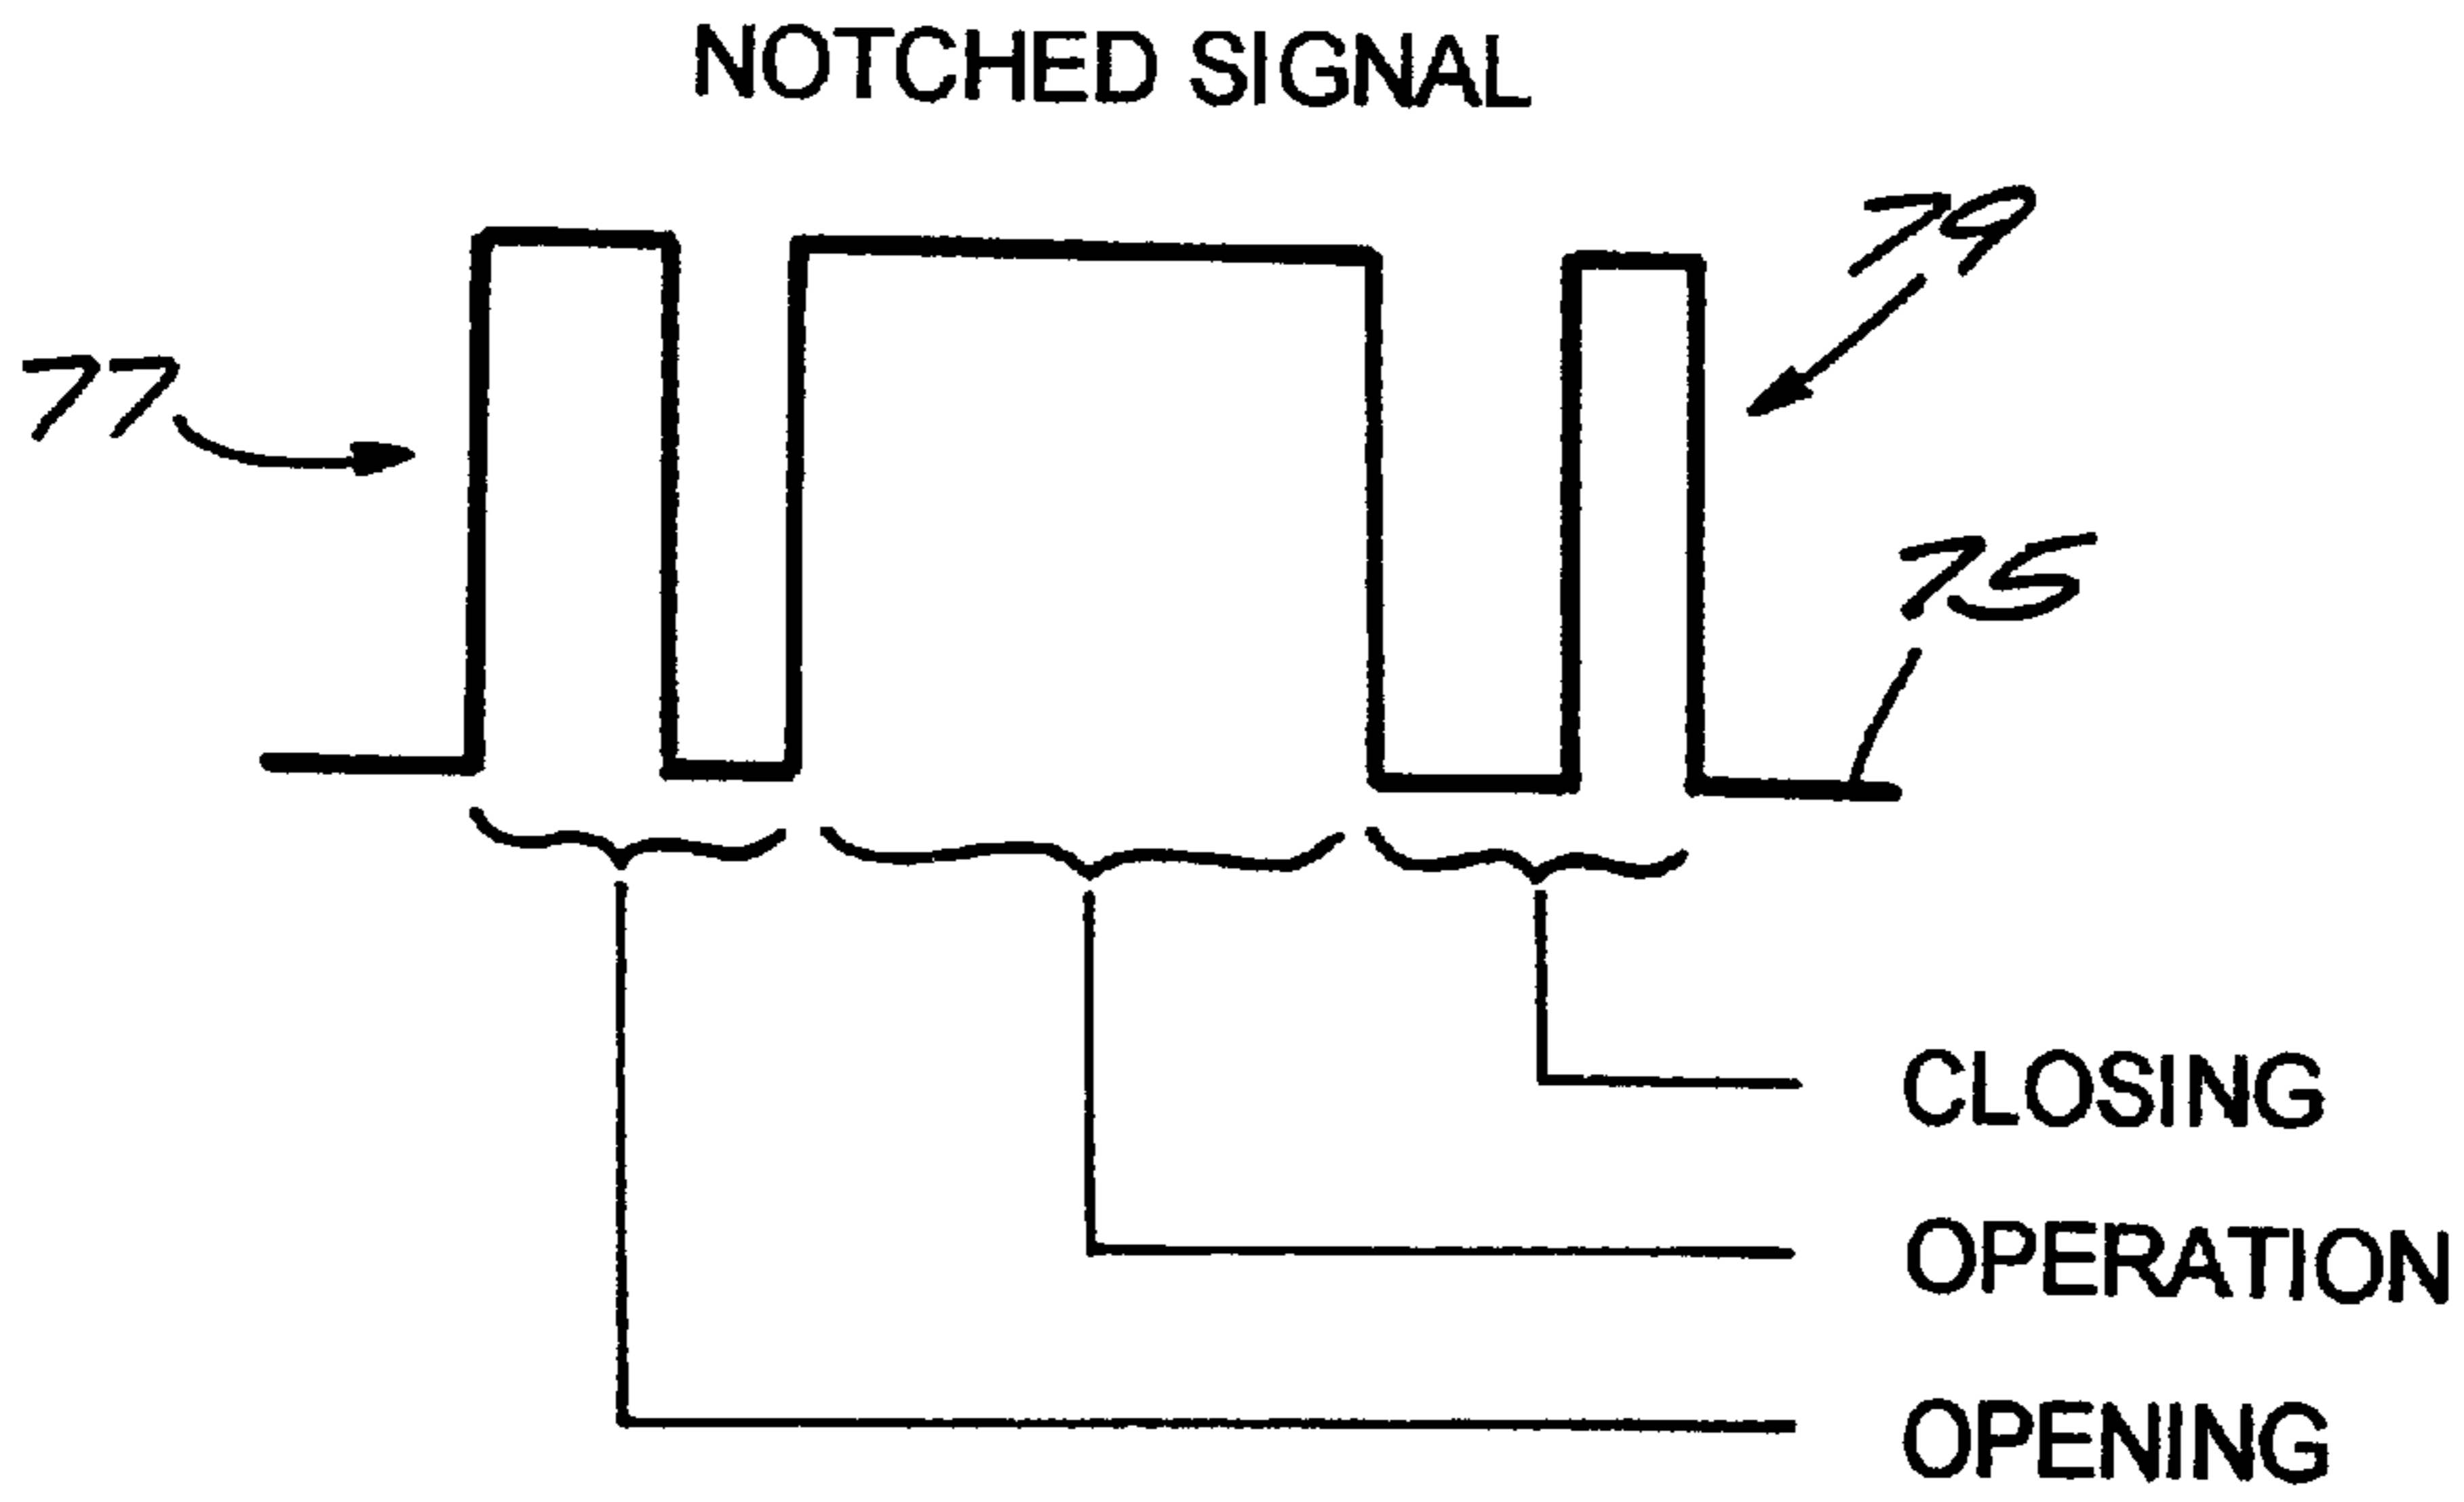 NOTCHED SIGNAL
79
77
75
CLOSING
OPERATION
OPENING